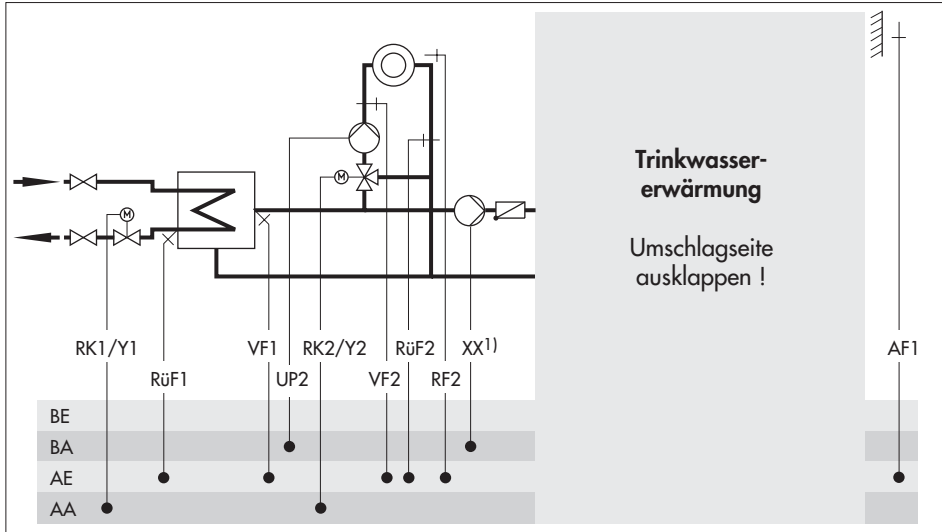 Trinkwasser-
erwärmung
Umschlagseite
ausklappen !
M
M
RK1/Y1
VF1
RK2/Y2
RüF2
XX1)
AF1
RüF1
UP2
VF2
RF2
BE
BA
AE
AA